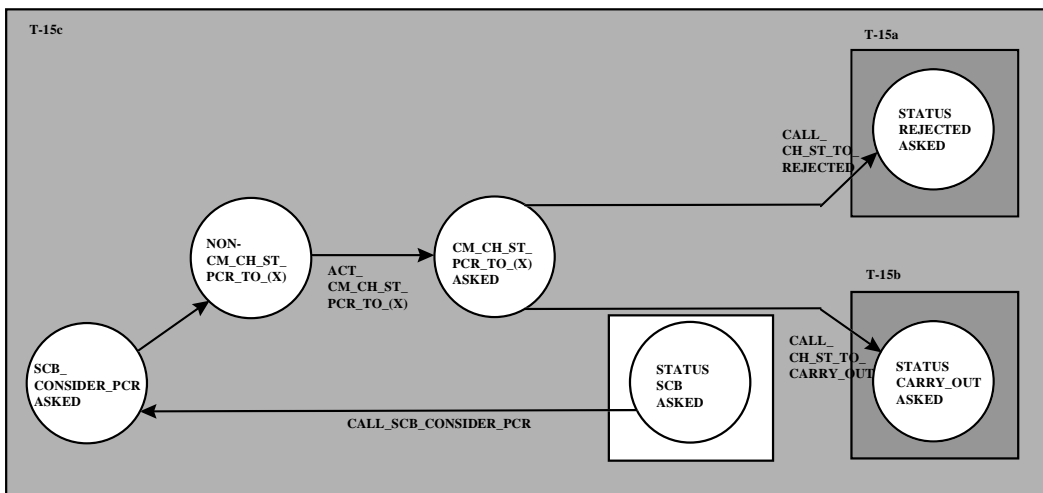 T-15c
T-15a
STATUS
REJECTED
ASKED
CALL_
CH_ST_TO_
REJECTED
NON-
CM_CH_ST_
PCR_TO_(X)
CM_CH_ST_
PCR_TO_(X)
ASKED
ACT_
CM_CH_ST_
PCR_TO_(X)
T-15b
CALL_
CH_ST_TO_
CARRY_OUT
STATUS
CARRY_OUT
ASKED
STATUS
SCB
ASKED
SCB_
CONSIDER_PCR
ASKED
CALL_SCB_CONSIDER_PCR